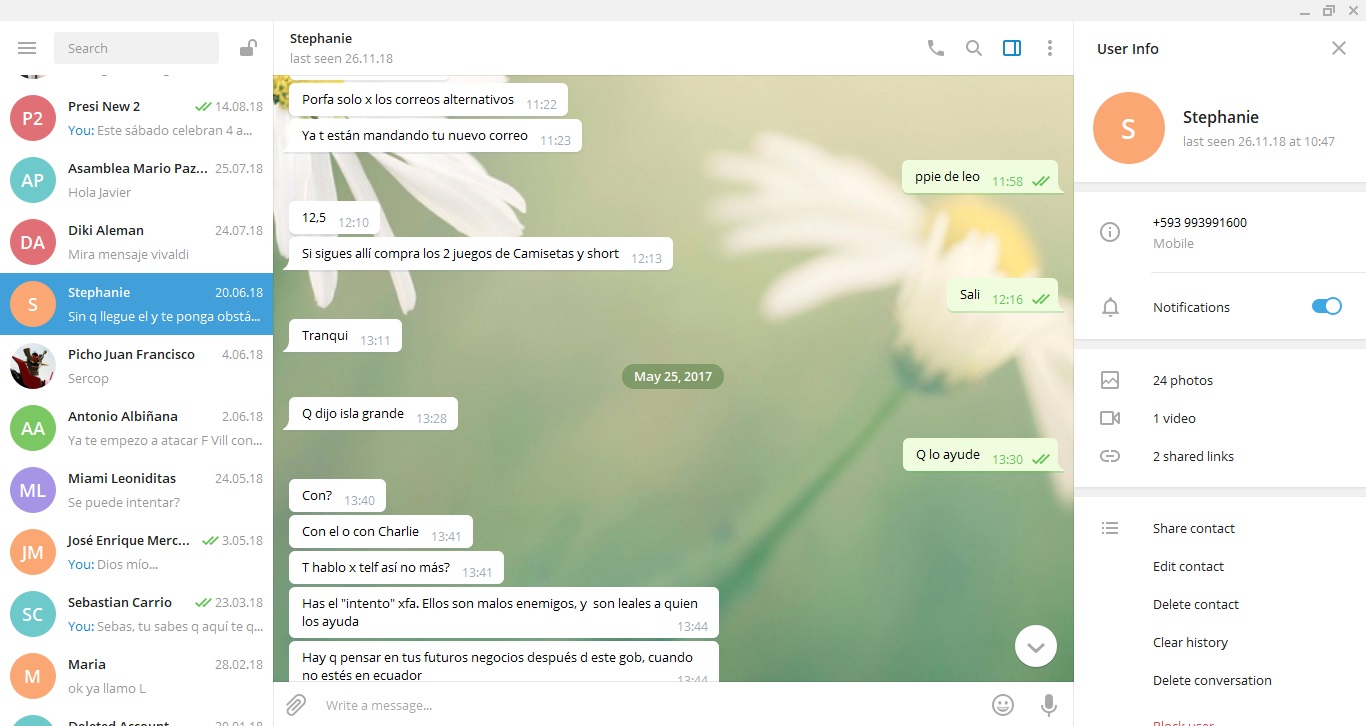 Search
Presi New 2 14.08.18
You: Este sábado celebran 4 a...
Asamblea Mario Paz... 25.07.18
Hola Javier
Diki Aleman 24.07.18
Mira mensaje vivaldi
Stephanie 20.06.18
Sin q llegue el y te ponga obstá...
Picho Juan Francisco 4.06.18
Sercop
Antonio Albiñana 2.06.18
Ya te empezo a atacar F Vill con...
Miami Leoniditas 24.05.18
Se puede intentar?
José Enrique Merc... 3.05.18
You: Dios mío...
Sebastian Carrio 23.03.18
You: Sebas, tu sabes q aquí te q...
Maria 28.02.18
ok ya llamo L
Deleted Account
P2
AP
DA
S
AA
ML
JM
SC
M
Stephanie
last seen 26.11.18
Porfa solo x los correos alternativos 11:22
Ya t están mandando tu nuevo correo 11:23
ppie de leo 11:58
12,5 12:10
Si sigues allí compra los 2 juegos de Camisetas y short 12:13
Sali 12:16
Tranqui 13:11
May 25, 2017
Q dijo isla grande 13:28
Q lo ayude 13:30
Con? 13:40
Con el o con Charlie 13:41
T hablo x telf así no más? 13:41
Has el "intento" xfa. Ellos son malos enemigos, y  son leales a quien
los ayuda 13:44
Hay q pensar en tus futuros negocios después d este gob, cuando
no estés en ecuador 13:44
Write a message...
User Info
S
Stephanie
last seen 26.11.18 at 10:47
+593 993991600
Mobile
Notifications
24 photos
1 video
2 shared links
Share contact
Edit contact
Delete contact
Clear history
Delete conversation
Block user